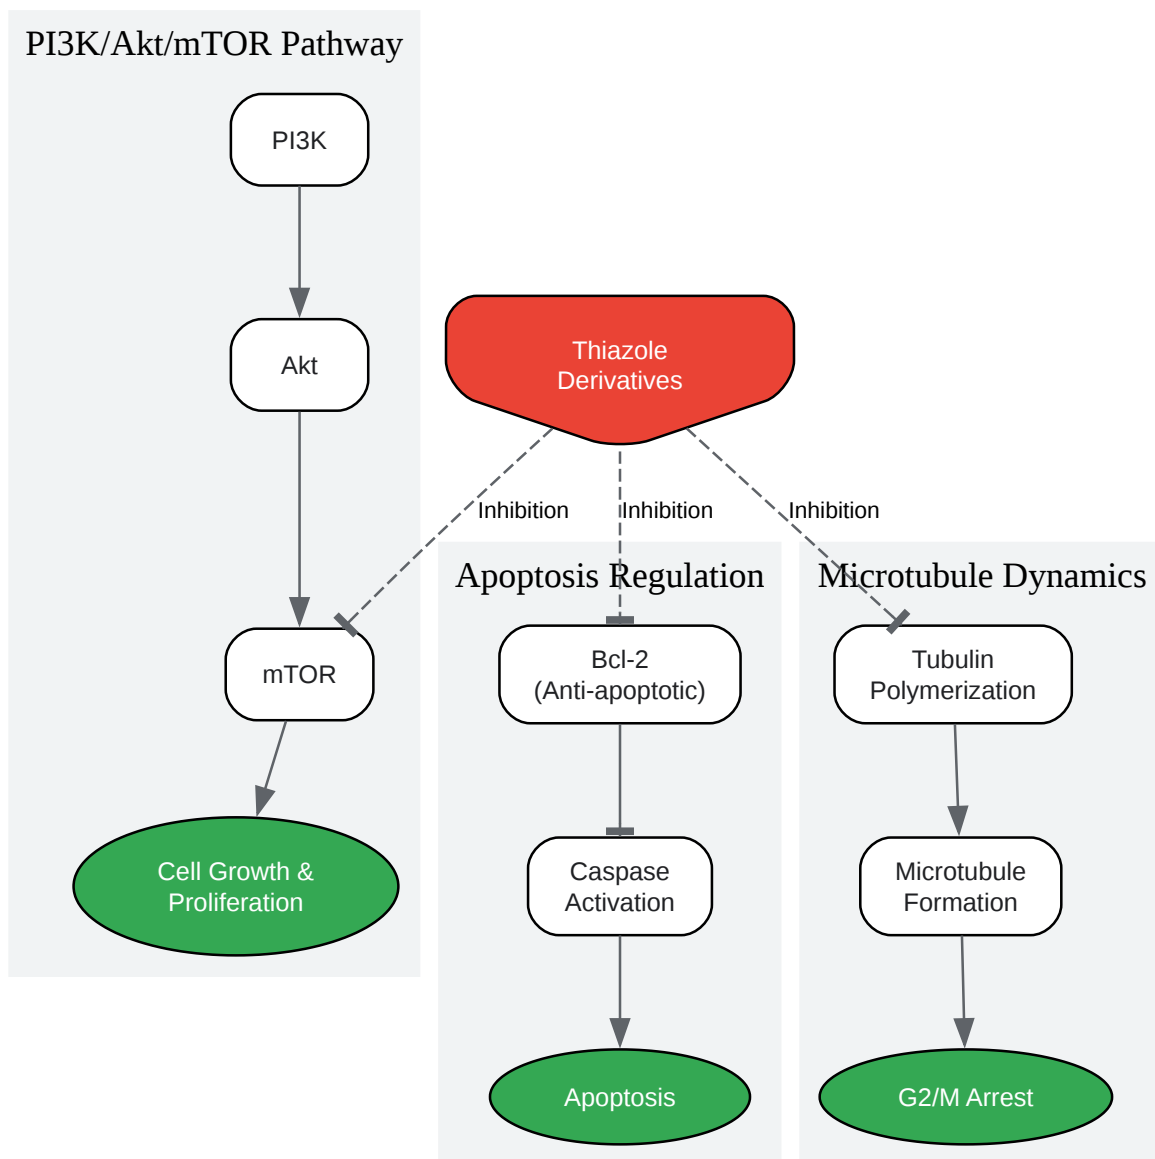 PI3K/Akt/mTOR Pathway
PI3K
Akt
Thiazole
Derivatives
Inhibition
Inhibition
Inhibition
Apoptosis Regulation
Microtubule Dynamics
mTOR
Bcl-2
(Anti-apoptotic)
Tubulin
Polymerization
Cell Growth &
Proliferation
Caspase
Activation
Microtubule
Formation
Apoptosis
G2/M Arrest